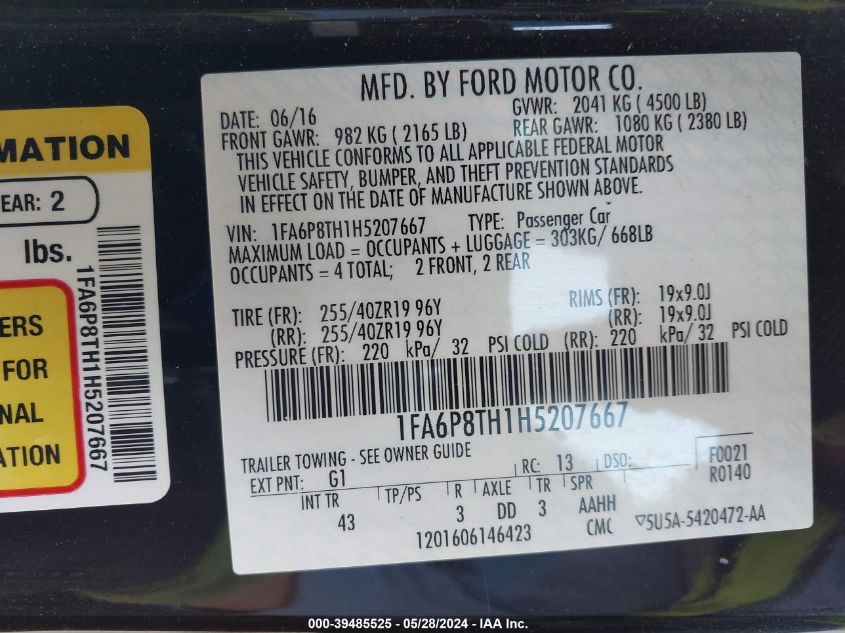 MATION
EAR: 2
lbs.
ERS
FOR
NAL
ATION
1FA6P8TH1H5207667
MFD. BY FORD MOTOR CO.
DATE: 06/16 GVWR: 2041 KG ( 4500 LB)
FRONT GAWR: 982 KG ( 2165 LB) REAR GAWR: 1080 KG ( 2380 LB)
THIS VEHICLE CONFORMS TO ALL APPLICABLE FEDERAL MOTOR
VEHICLE SAFETY, BUMPER, AND THEFT PREVENTION STANDARDS
IN EFFECT ON THE DATE OF MANUFACTURE SHOWN ABOVE.
VIN: 1FA6P8TH1H5207667 TYPE: Passenger Car
MAXIMUM LOAD = OCCUPANTS + LUGGAGE = 303KG/ 668LB
OCCUPANTS = 4 TOTAL; 2 FRONT, 2 REAR
TIRE (FR): 255/40ZR19 96Y RIMS (FR): 19x9.0J
(RR): 255/40ZR19 96Y (RR): 19x9.0J
PRESSURE (FR): 220 kPa/ 32 PSI COLD (RR): 220 kPa/ 32 PSI COLD
1FA6P8TH1H5207667
TRAILER TOWING - SEE OWNER GUIDE
EXT PNT: G1 RC: 13 DSO: F0021
R0140
INT TR TP/PS R AXLE TR SPR
43 3 DD 3 AAHH
1201606146423 CMC ▽5U5A-5420472-AA
000-39485525 - 05/28/2024 - IAA Inc.